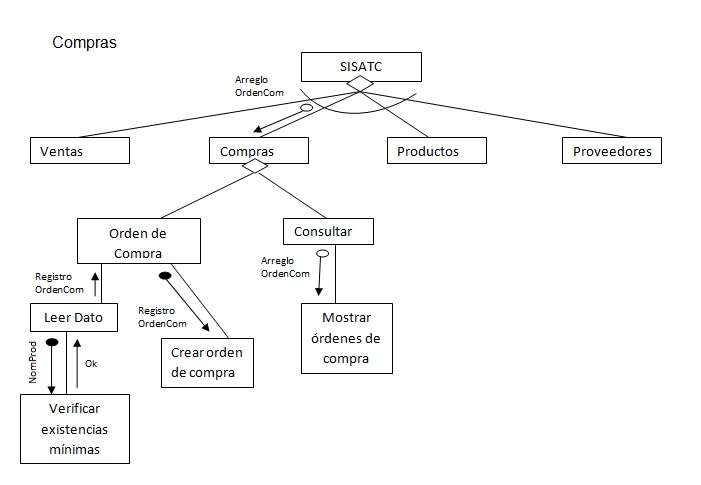 Compras
SISATC
Arreglo
OrdenCom
Ventas
Compras
Productos
Proveedores
Orden de
Compra
Consultar
Arreglo
OrdenCom
Registro
OrdenCom
Registro
OrdenCom
Leer Dato
Mostrar
órdenes de
compra
Crear orden
de compra
NomProd
Ok
Verificar
existencias
mínimas